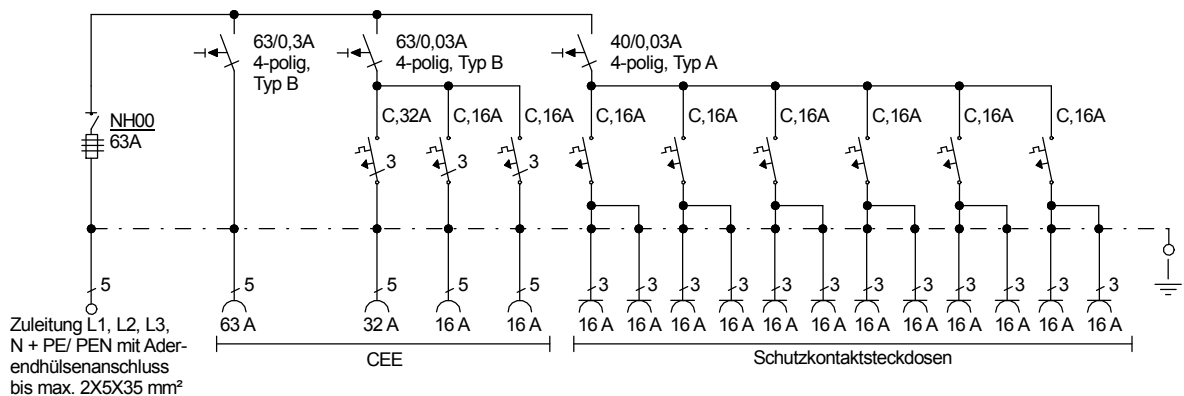 63/0,3A
4-polig,
Typ B
63/0,03A
4-polig, Typ B
40/0,03A
4-polig, Typ A
NH00
63A
C,32A
C,16A
C,16A
C,16A
C,16A
C,16A
C,16A
C,16A
C,16A
3
3
3
5
5
5
5
5
3
3
3
3
3
3
3
3
3
3
3
3
63 A
32 A
16 A
16 A
16 A
16 A
16 A
16 A
16 A
16 A
16 A
16 A
16 A
16 A
16 A
16 A
Zuleitung L1, L2, L3,
N + PE/ PEN mit Ader-
endhülsenanschluss
bis max. 2X5X35 mm²
CEE
Schutzkontaktsteckdosen